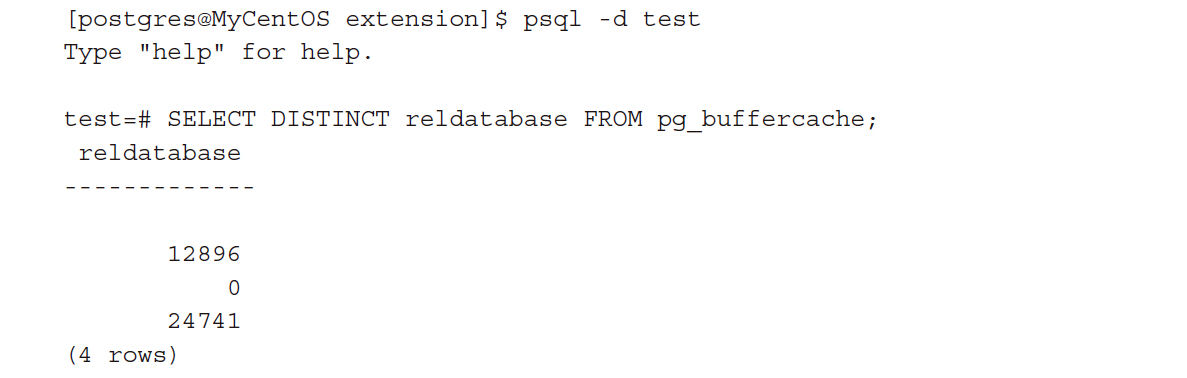 [postgres@MyCentOS extension]$ psql -d test
Type "help" for help.
test=# SELECT DISTINCT reldatabase FROM pg_buffercache;
reldatabase
-------------
12896
0
24741
(4 rows)